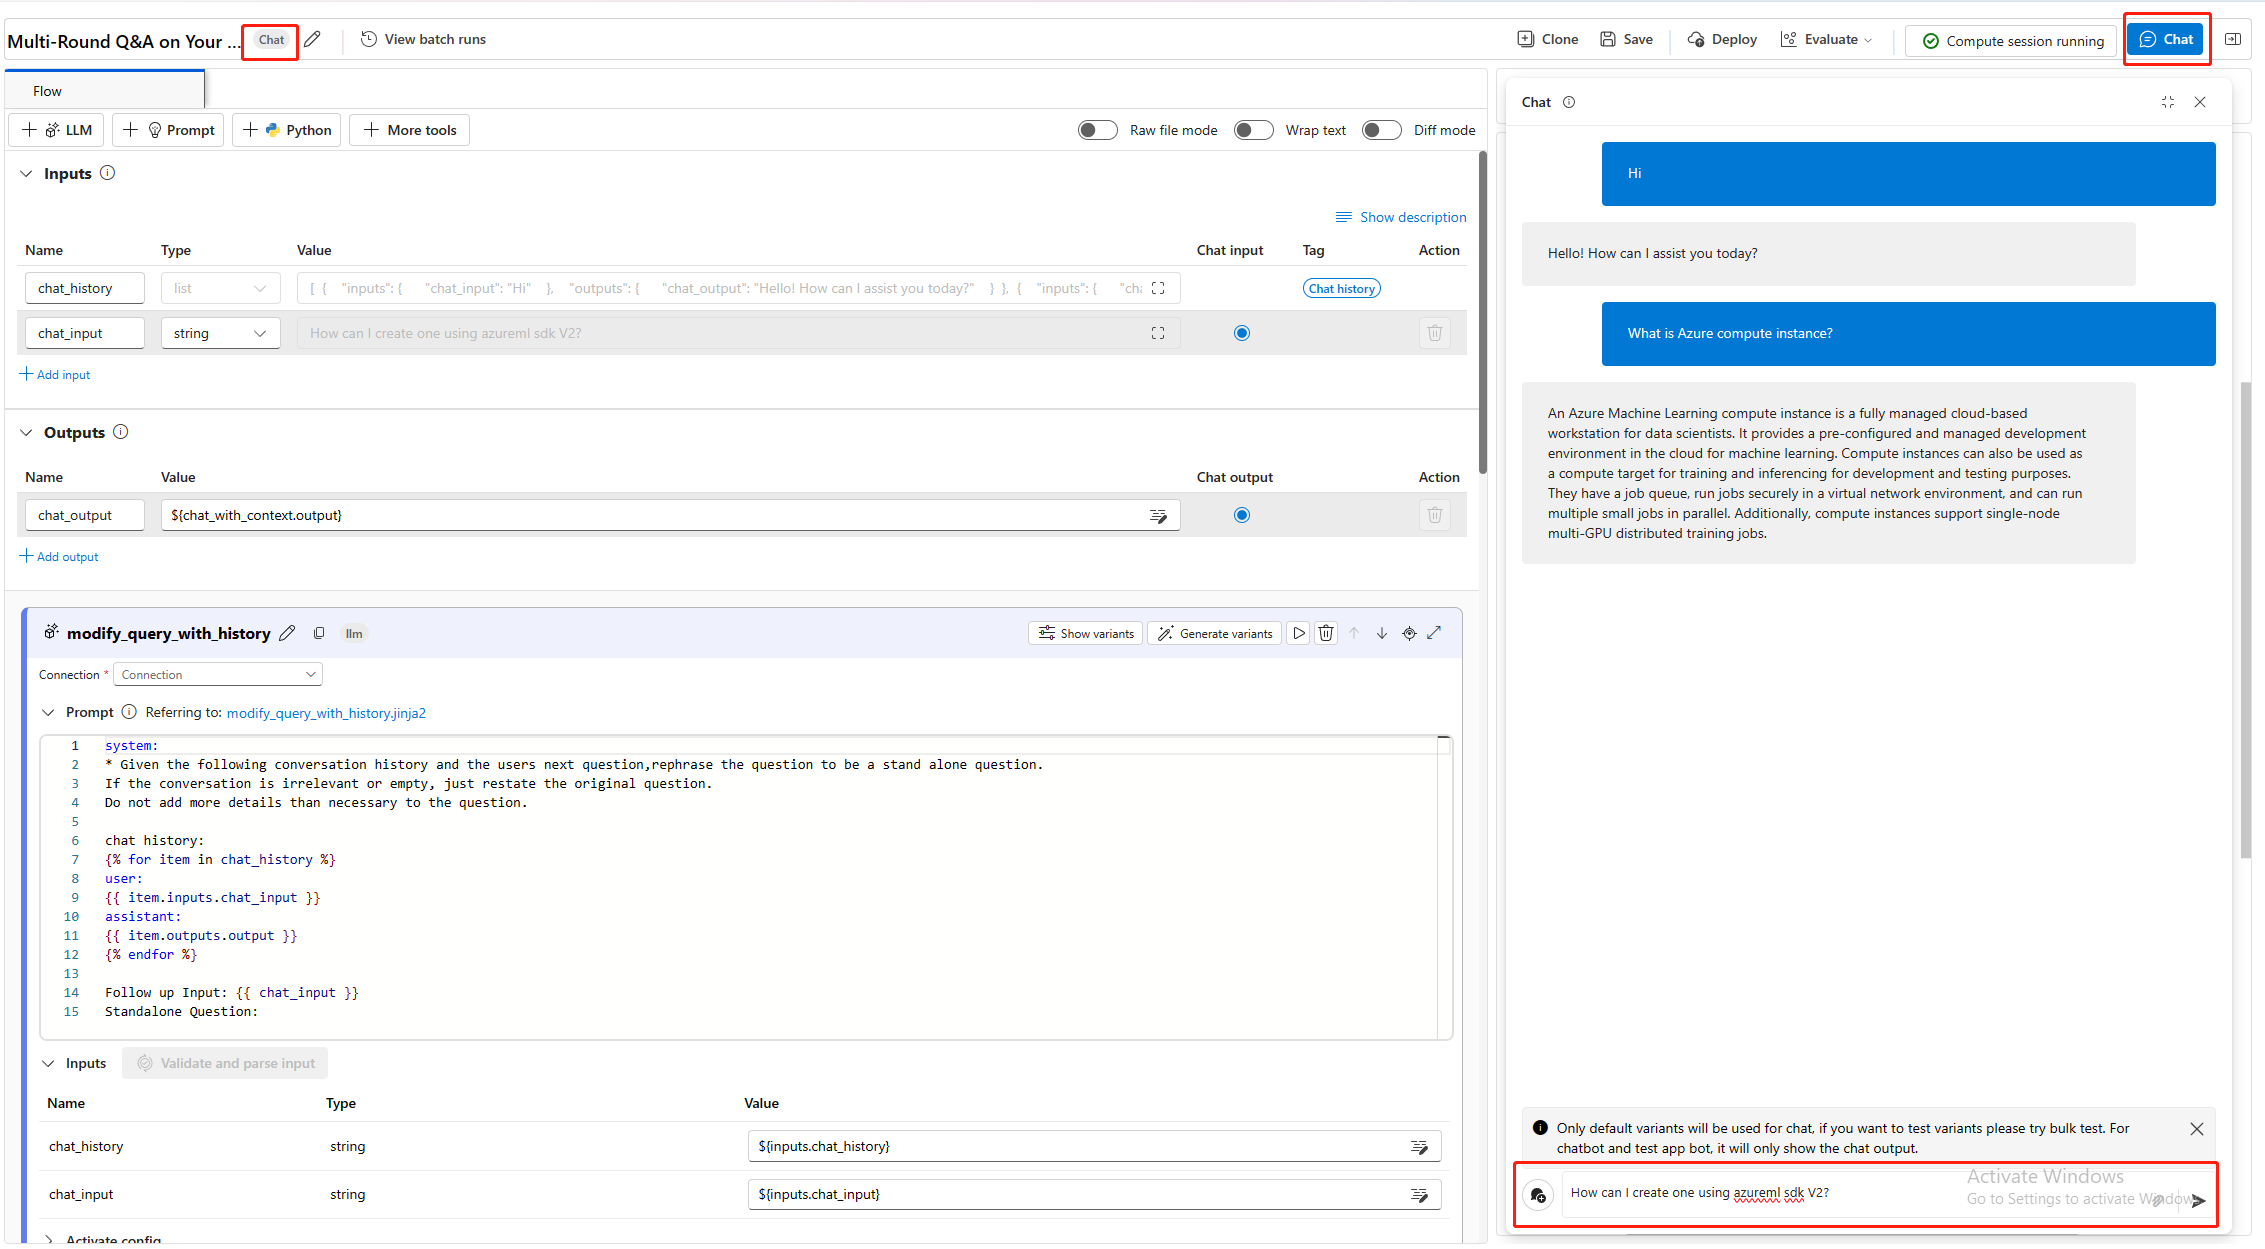 Multi-Round Q&A on Your ... Chat View batch runs Clone Save Deploy Evaluate Compute session running Chat
Flow
LLM Prompt Python More tools Raw file mode Wrap text Diff mode
Inputs
Show description
Name Type Value Chat input Tag Action
chat_history list [ { "inputs": { "chat_input": "Hi" }, "outputs": { "chat_output": "Hello! How can I assist you today?" } }, { "inputs": { "cha Chat history
chat_input string How can I create one using azureml sdk V2?
Add input
Outputs
Name Value Chat output Action
chat_output ${chat_with_context.output}
Add output
modify_query_with_history llm Show variants Generate variants
Connection * Connection
Prompt Referring to: modify_query_with_history.jinja2
1 system:
2 * Given the following conversation history and the users next question,rephrase the question to be a stand alone question.
3 If the conversation is irrelevant or empty, just restate the original question.
4 Do not add more details than necessary to the question.
5
6 chat history:
7 {% for item in chat_history %}
8 user:
9 {{ item.inputs.chat_input }}
10 assistant:
11 {{ item.outputs.output }}
12 {% endfor %}
13
14 Follow up Input: {{ chat_input }}
15 Standalone Question:
Inputs Validate and parse input
Name Type Value
chat_history string ${inputs.chat_history}
chat_input string ${inputs.chat_input}
Activate config
Chat
Hi
Hello! How can I assist you today?
What is Azure compute instance?
An Azure Machine Learning compute instance is a fully managed cloud-based
workstation for data scientists. It provides a pre-configured and managed development
environment in the cloud for machine learning. Compute instances can also be used as
a compute target for training and inferencing for development and testing purposes.
They have a job queue, run jobs securely in a virtual network environment, and can run
multiple small jobs in parallel. Additionally, compute instances support single-node
multi-GPU distributed training jobs.
Only default variants will be used for chat, if you want to test variants please try bulk test. For
chatbot and test app bot, it will only show the chat output.
How can I create one using azureml sdk V2?
Activate Windows
Go to Settings to activate Windows